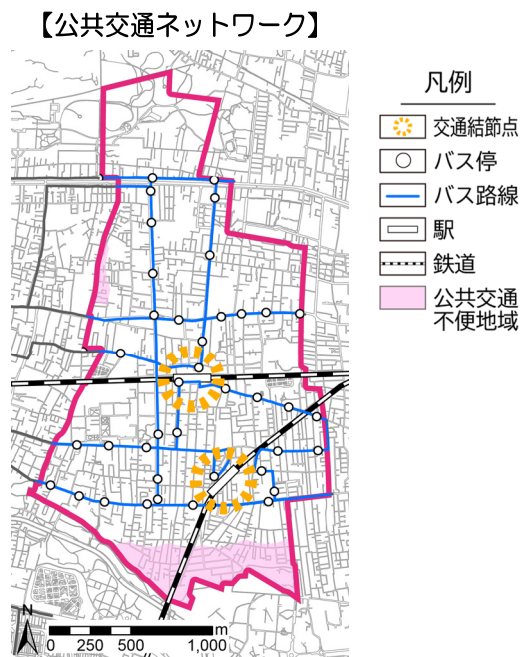 【公共交通ネットワーク】
凡例
交通結節点
バス停
バス路線
駅
鉄道
公共交通
不便地域
N
0 250 500 1,000
m